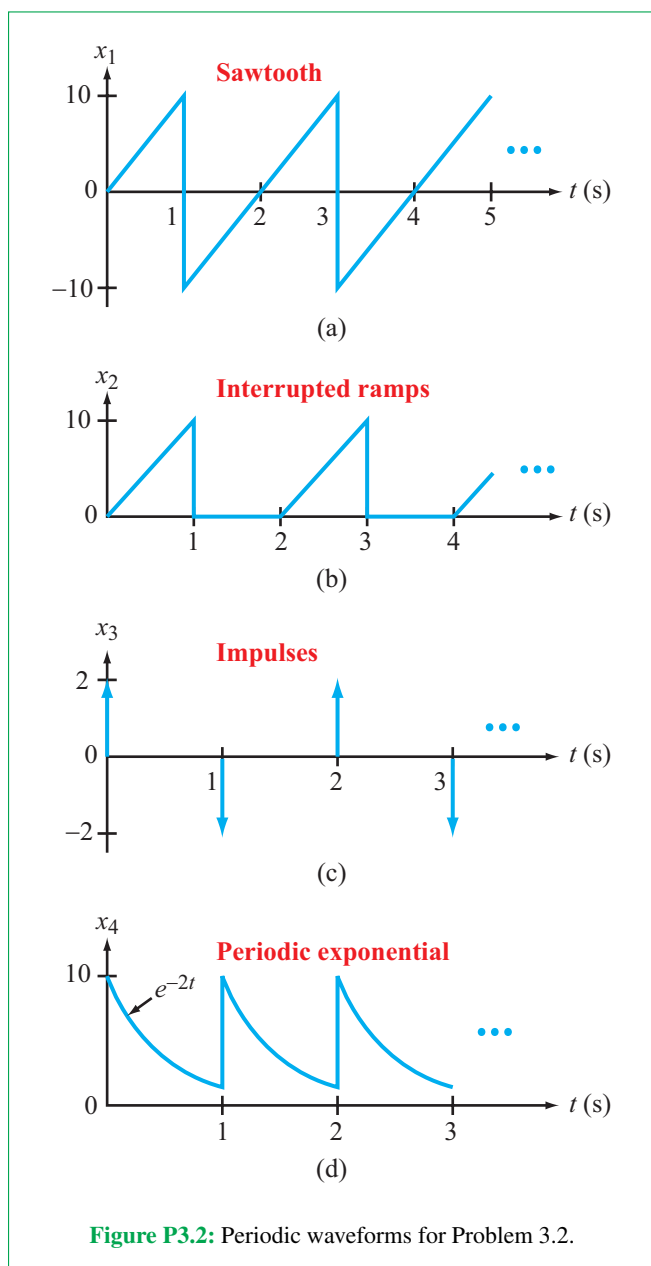 x₁
Sawtooth
10
0
1 2 3 4 5
t (s)
−10
(a)
x₂
Interrupted ramps
10
0
t (s)
1 2 3 4
(b)
x₃
Impulses
2
0
t (s)
1 2 3
−2
(c)
x₄
Periodic exponential
10
e⁻²ᵗ
0
t (s)
1 2 3
(d)
Figure P3.2: Periodic waveforms for Problem 3.2.